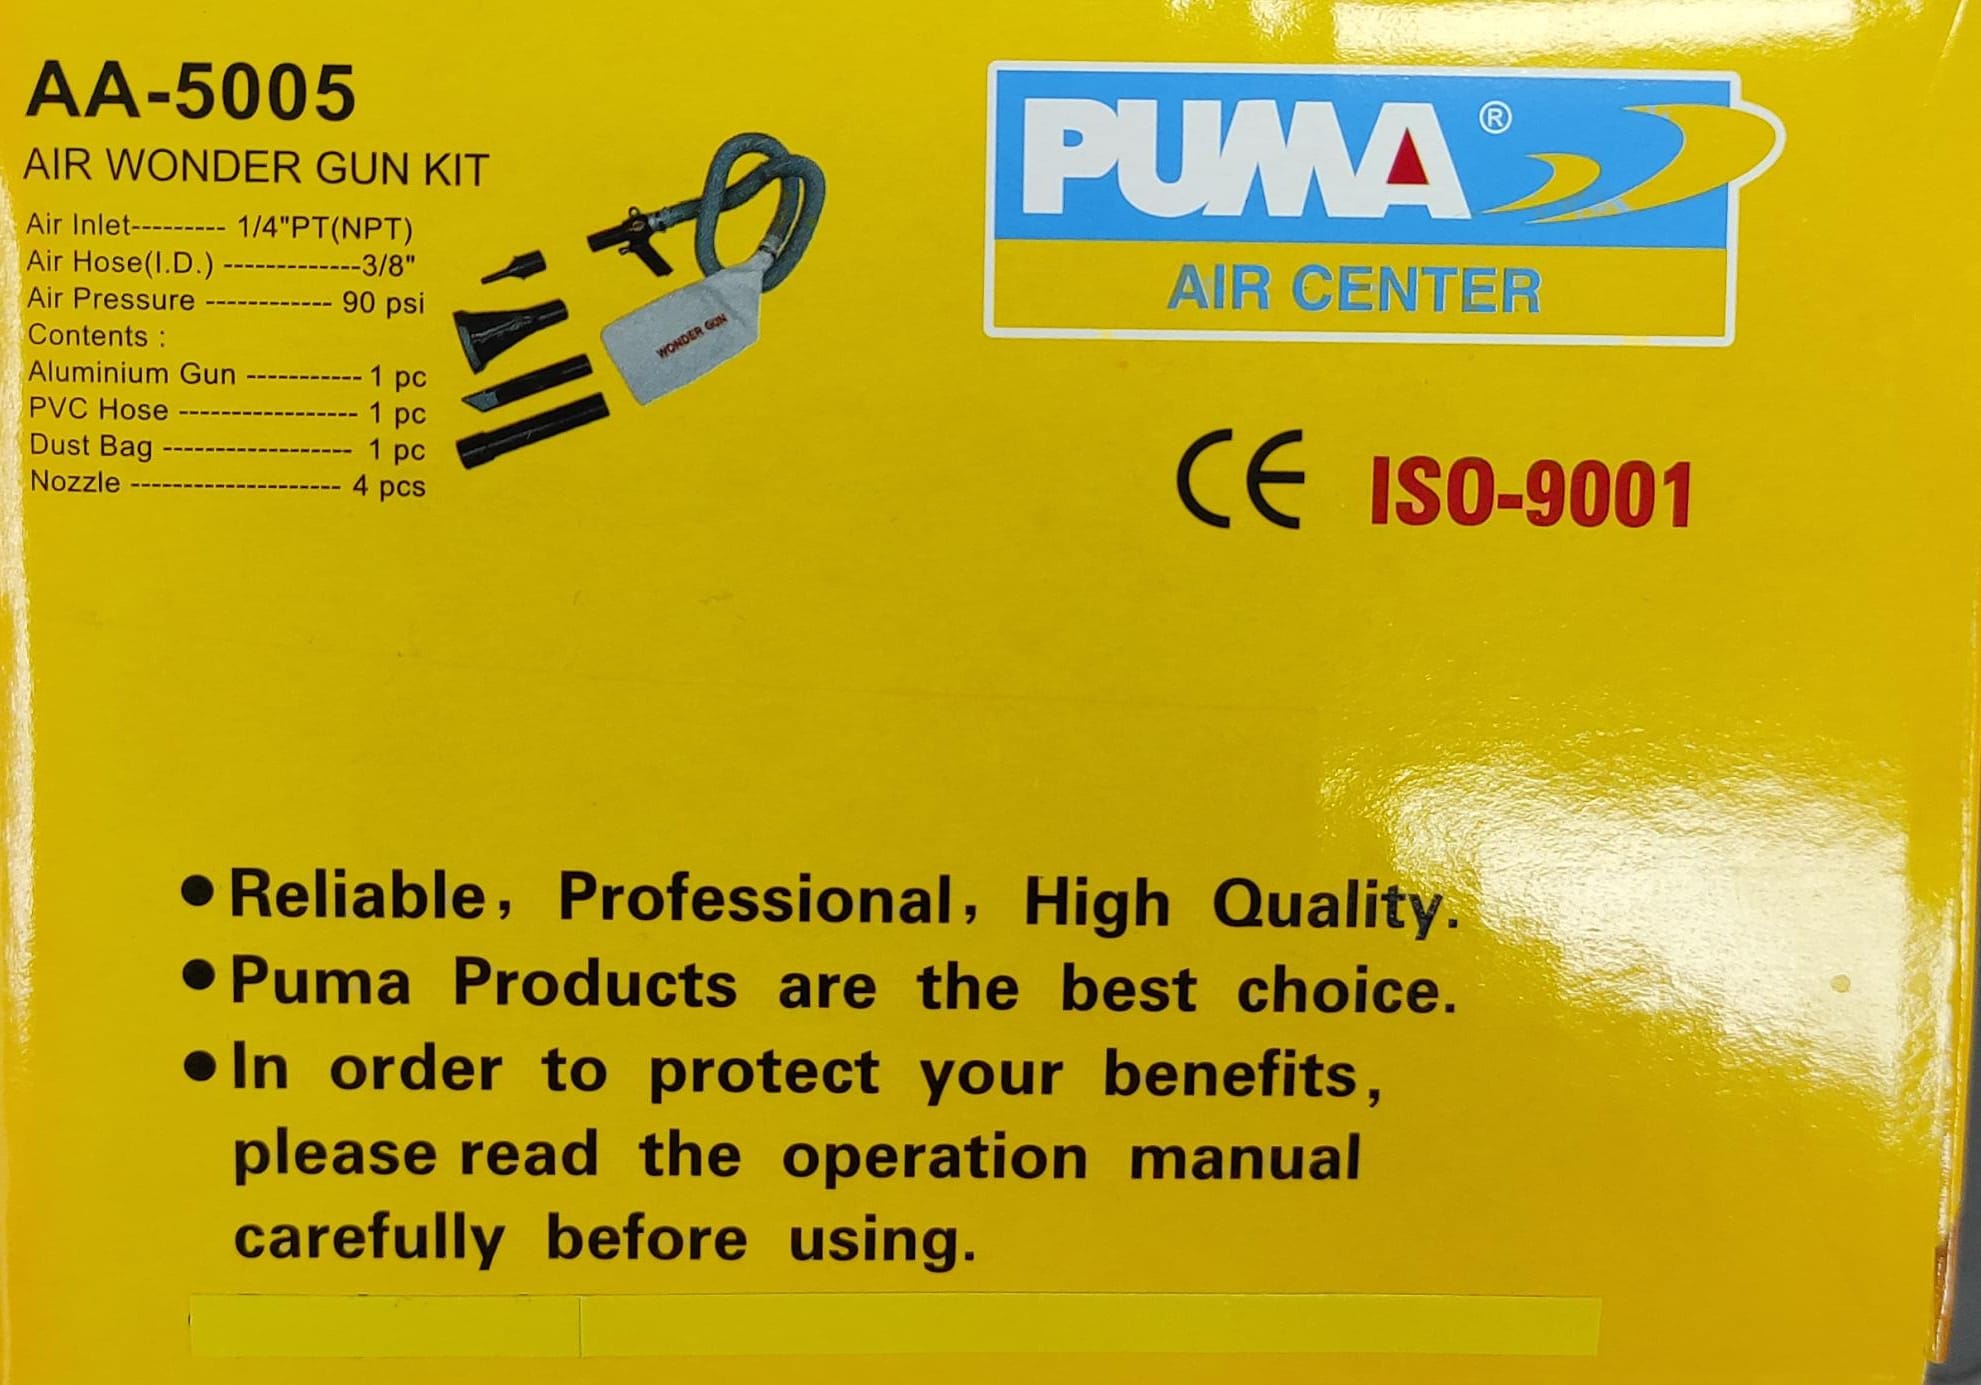 AA-5005
AIR WONDER GUN KIT
Air Inlet--------- 1/4"PT(NPT)
Air Hose(I.D.) -------------3/8"
Air Pressure ------------ 90 psi
Contents :
Aluminium Gun ----------- 1 pc
PVC Hose ----------------- 1 pc
Dust Bag ------------------ 1 pc
Nozzle -------------------- 4 pcs
WONDER GUN
PUMA®
AIR CENTER
CE ISO-9001
●Reliable, Professional, High Quality.
●Puma Products are the best choice.
●In order to protect your benefits,
please read the operation manual
carefully before using.